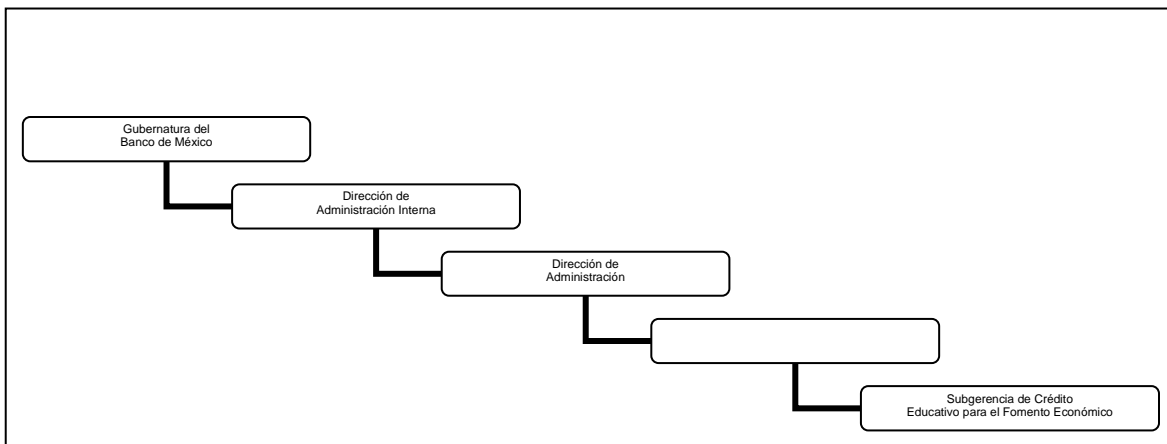 Gubernatura del
Banco de México
Dirección de
Administración Interna
Dirección de
Administración
Subgerencia de Crédito
Educativo para el Fomento Económico